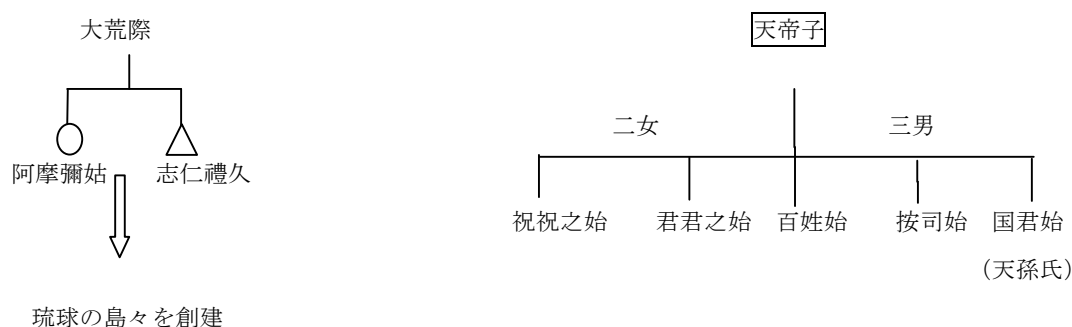 大荒際
阿摩彌姑 志仁禮久
琉球の島々を創建
天帝子
二女 三男
祝祝之始 君君之始 百姓始 按司始 国君始
（天孫氏）